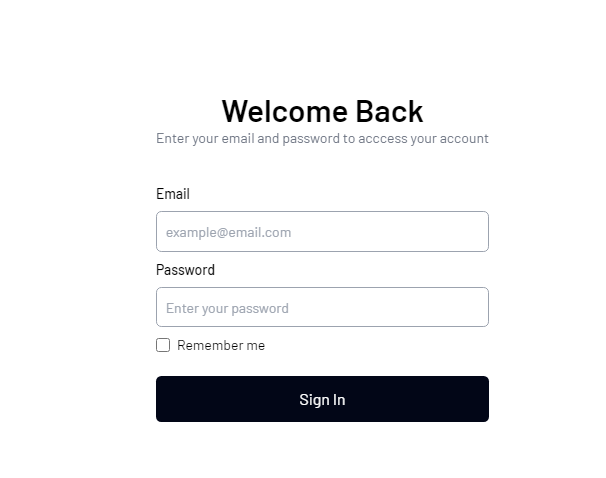 Welcome Back
Enter your email and password to acccess your account
Email
example@email.com
Password
Enter your password
Remember me
Sign In